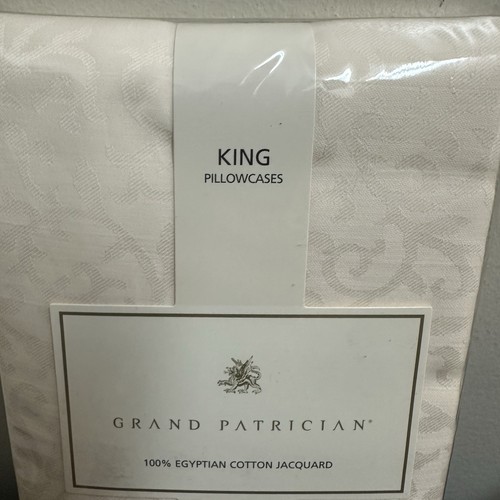 KING
PILLOWCASES
GRAND PATRICIAN®
100% EGYPTIAN COTTON JACQUARD